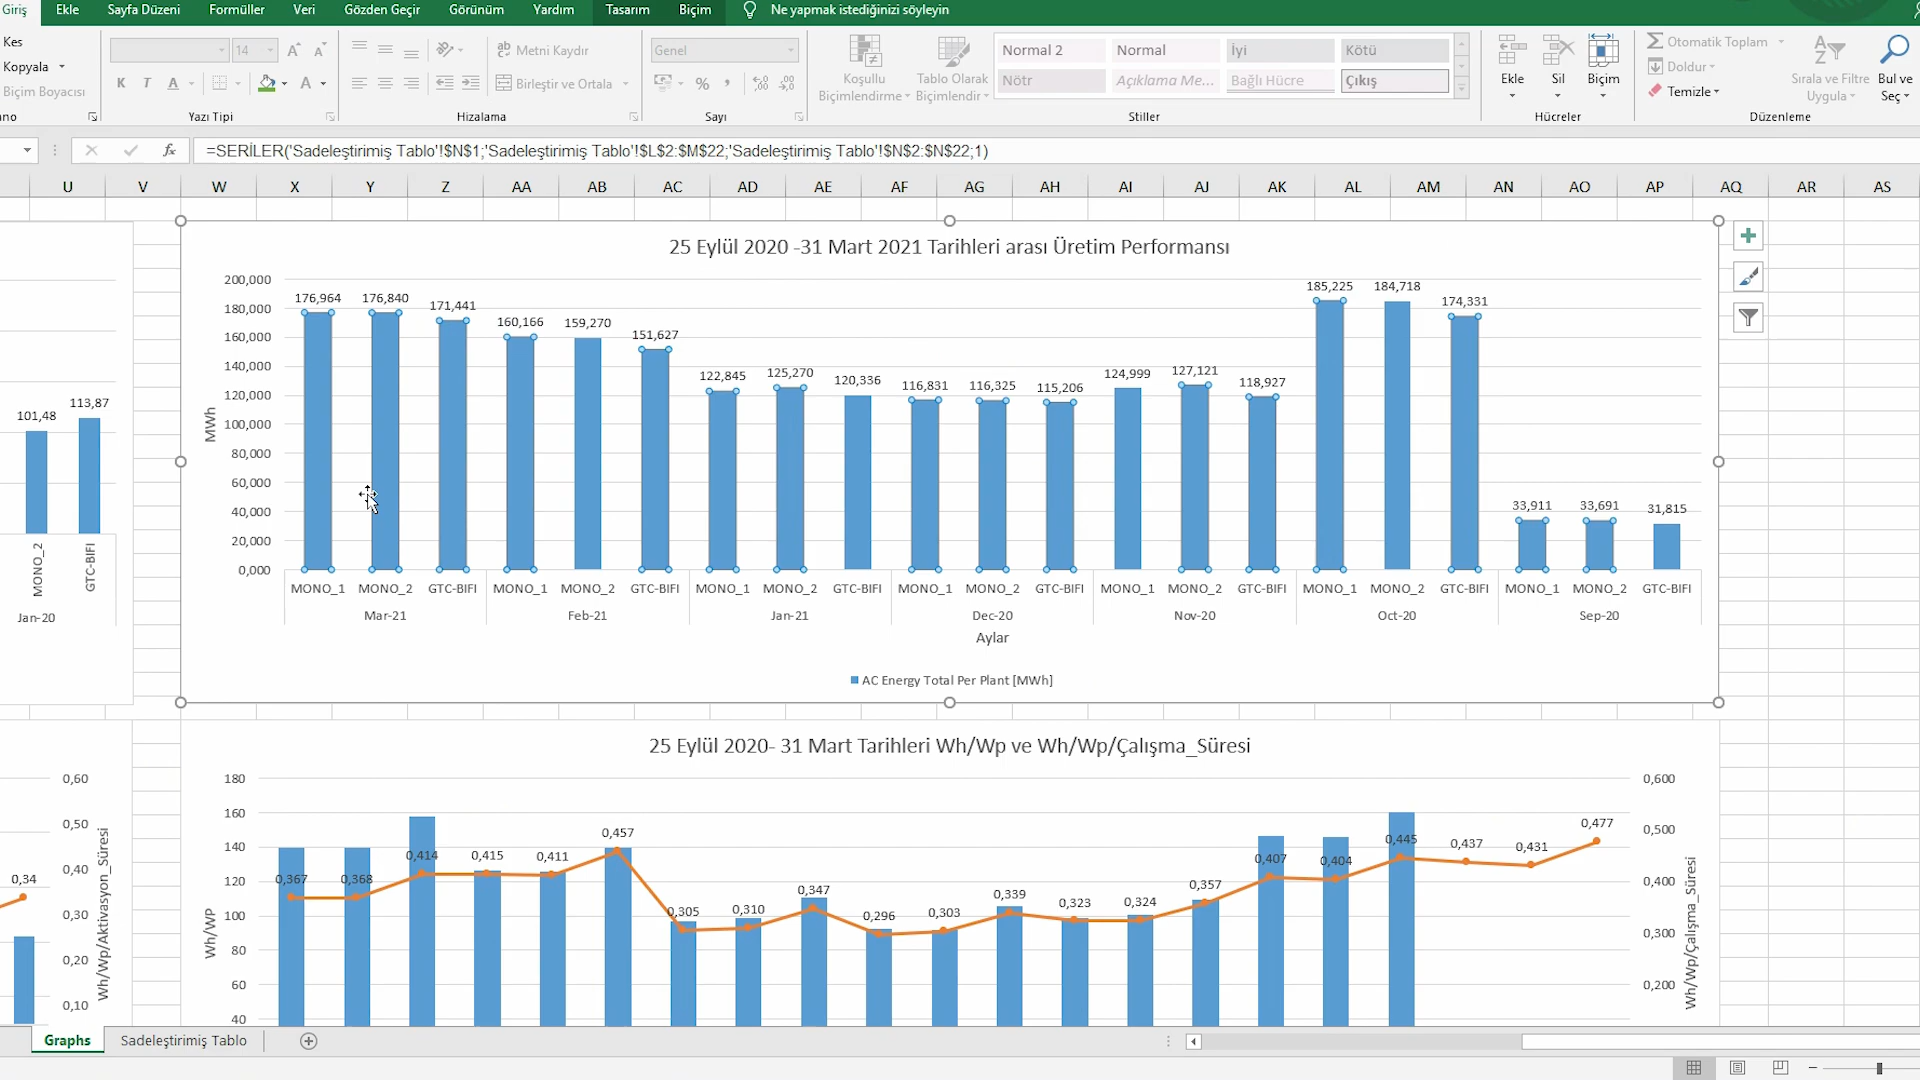 Giriş Ekle Sayfa Düzeni Formüller Veri Gözden Geçir Görünüm Yardım Tasarım Biçim Ne yapmak istediğinizi söyleyin
Kes
Kopyala
Biçim Boyacısı
14
K T A
Yazı Tipi
ab Metni Kaydır
Birleştir ve Ortala
Hizalama
Genel
%
Sayı
Koşullu
Biçimlendirme
Tablo Olarak
Biçimlendir
Normal 2 Normal İyi Kötü
Nötr Açıklama Me... Bağlı Hücre Çıkış
Stiller
Ekle Sil Biçim
Hücreler
Otomatik Toplam
Doldur
Temizle
Sırala ve Filtre
Uygula
Bul ve
Seç
Düzenleme
fx =SERİLER('Sadeleştirimiş Tablo'!$N$1;'Sadeleştirimiş Tablo'!$L$2:$M$22;'Sadeleştirimiş Tablo'!$N$2:$N$22;1)
U V W X Y Z AA AB AC AD AE AF AG AH AI AJ AK AL AM AN AO AP AQ AR AS
101,48 113,87
MONO_2 GTC-BIFI
Jan-20
25 Eylül 2020 -31 Mart 2021 Tarihleri arası Üretim Performansı
MWh
200,000
180,000
160,000
140,000
120,000
100,000
80,000
60,000
40,000
20,000
0,000
176,964 176,840 171,441 160,166 159,270 151,627 122,845 125,270 120,336 116,831 116,325 115,206 124,999 127,121 118,927 185,225 184,718 174,331 33,911 33,691 31,815
MONO_1 MONO_2 GTC-BIFI MONO_1 MONO_2 GTC-BIFI MONO_1 MONO_2 GTC-BIFI MONO_1 MONO_2 GTC-BIFI MONO_1 MONO_2 GTC-BIFI MONO_1 MONO_2 GTC-BIFI MONO_1 MONO_2 GTC-BIFI
Mar-21 Feb-21 Jan-21 Dec-20 Nov-20 Oct-20 Sep-20
Aylar
AC Energy Total Per Plant [MWh]
0,34
0,60
0,50
0,40
0,30
0,20
0,10
Wh/Wp/Aktivasyon_Süresi
25 Eylül 2020- 31 Mart Tarihleri Wh/Wp ve Wh/Wp/Çalışma_Süresi
Wh/WP
180
160
140
120
100
80
60
40
0,367 0,368 0,414 0,415 0,411 0,457 0,305 0,310 0,347 0,296 0,303 0,339 0,323 0,324 0,357 0,407 0,404 0,445 0,437 0,431 0,477
0,600
0,500
0,400
0,300
0,200
Wh/Wp/Çalışma_Süresi
Graphs Sadeleştirimiş Tablo